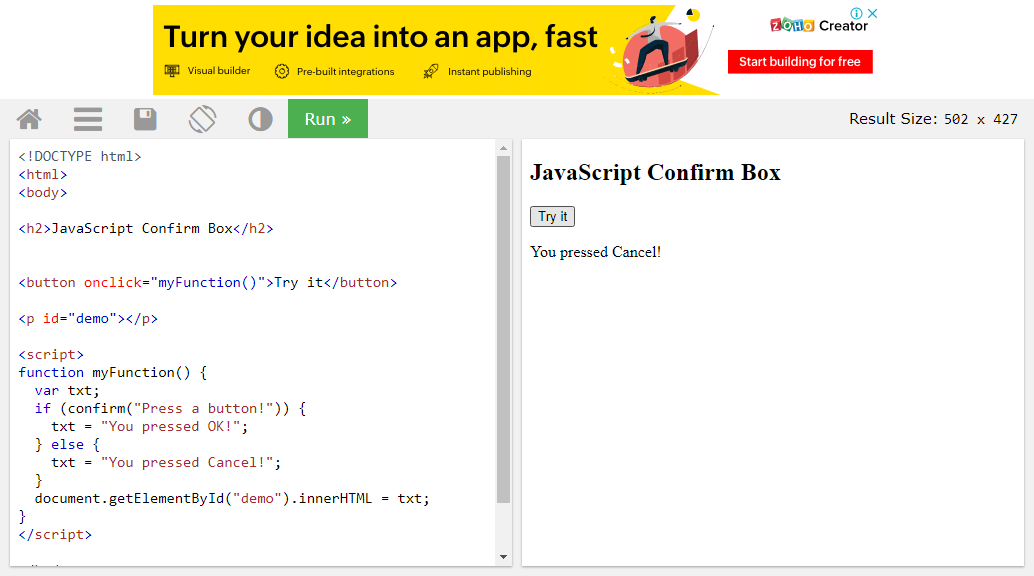 Turn your idea into an app, fast
Visual builder
Pre-built integrations
Instant publishing
ZOHO Creator
Start building for free
Run »
Result Size: 502 x 427
<!DOCTYPE html>
<html>
<body>
<h2>JavaScript Confirm Box</h2>
<button onclick="myFunction()">Try it</button>
<p id="demo"></p>
<script>
function myFunction() {
  var txt;
  if (confirm("Press a button!")) {
    txt = "You pressed OK!";
  } else {
    txt = "You pressed Cancel!";
  }
  document.getElementById("demo").innerHTML = txt;
}
</script>
JavaScript Confirm Box
Try it
You pressed Cancel!